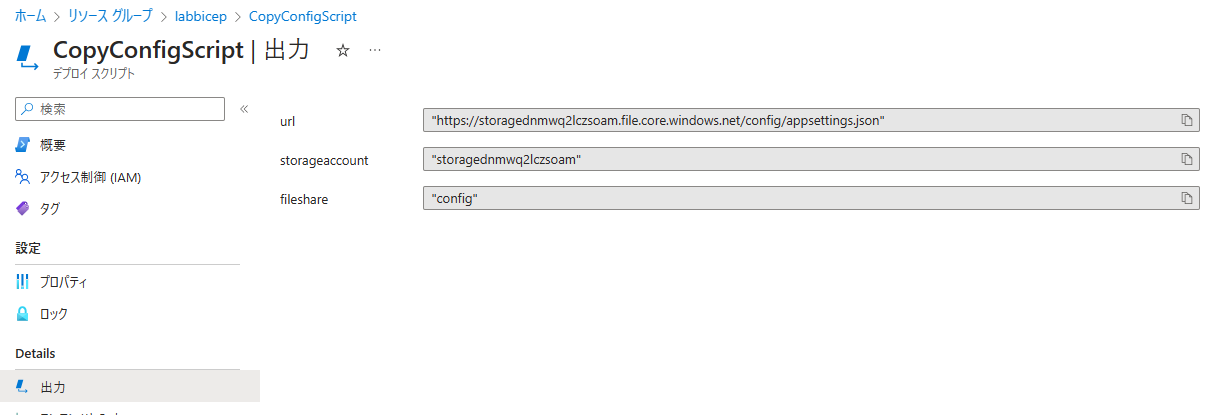 ホーム > リソース グループ > labbicep > CopyConfigScript
CopyConfigScript | 出力 ☆ …
デプロイ スクリプト
検索 «
概要
アクセス制御 (IAM)
タグ
設定
プロパティ
ロック
Details
出力
url "https://storagednmwq2lczsoam.file.core.windows.net/config/appsettings.json"
storageaccount "storagednmwq2lczsoam"
fileshare "config"